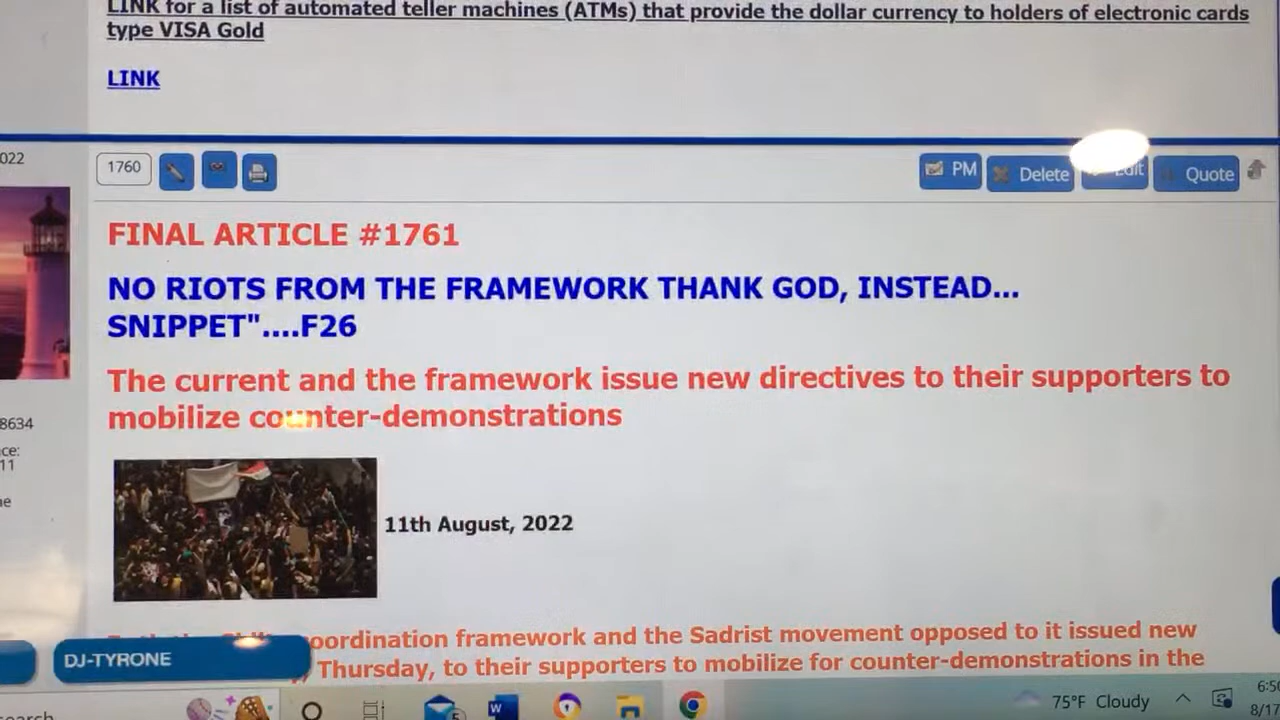 LINK for a list of automated teller machines (ATMs) that provide the dollar currency to holders of electronic cards
type VISA Gold
LINK
022
1760
PM
Delete
Edit
Quote
FINAL ARTICLE #1761
NO RIOTS FROM THE FRAMEWORK THANK GOD, INSTEAD...
SNIPPET"....F26
The current and the framework issue new directives to their supporters to
mobilize counter-demonstrations
8634
ce:
11
11th August, 2022
coordination framework and the Sadrist movement opposed to it issued new
DJ-TYRONE
Thursday, to their supporters to mobilize for counter-demonstrations in the
75°F Cloudy
6:50
8/17
earch